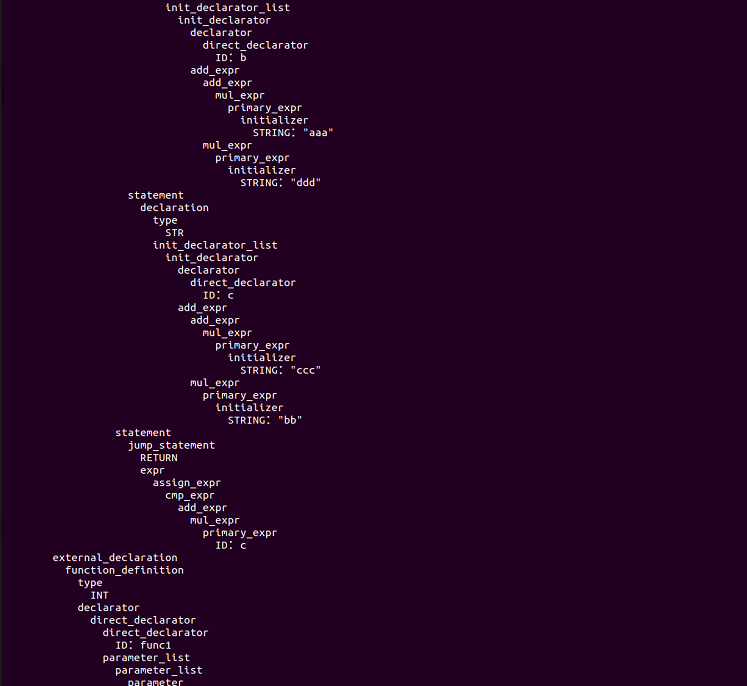 init_declarator_list
init_declarator
declarator
direct_declarator
ID: b
add_expr
add_expr
mul_expr
primary_expr
initializer
STRING: "aaa"
mul_expr
primary_expr
initializer
STRING: "ddd"
statement
declaration
type
STR
init_declarator_list
init_declarator
declarator
direct_declarator
ID: c
add_expr
add_expr
mul_expr
primary_expr
initializer
STRING: "ccc"
mul_expr
primary_expr
initializer
STRING: "bb"
statement
jump_statement
RETURN
expr
assign_expr
cmp_expr
add_expr
mul_expr
primary_expr
ID: c
external_declaration
function_definition
type
INT
declarator
direct_declarator
direct_declarator
ID: func1
parameter_list
parameter_list
parameter